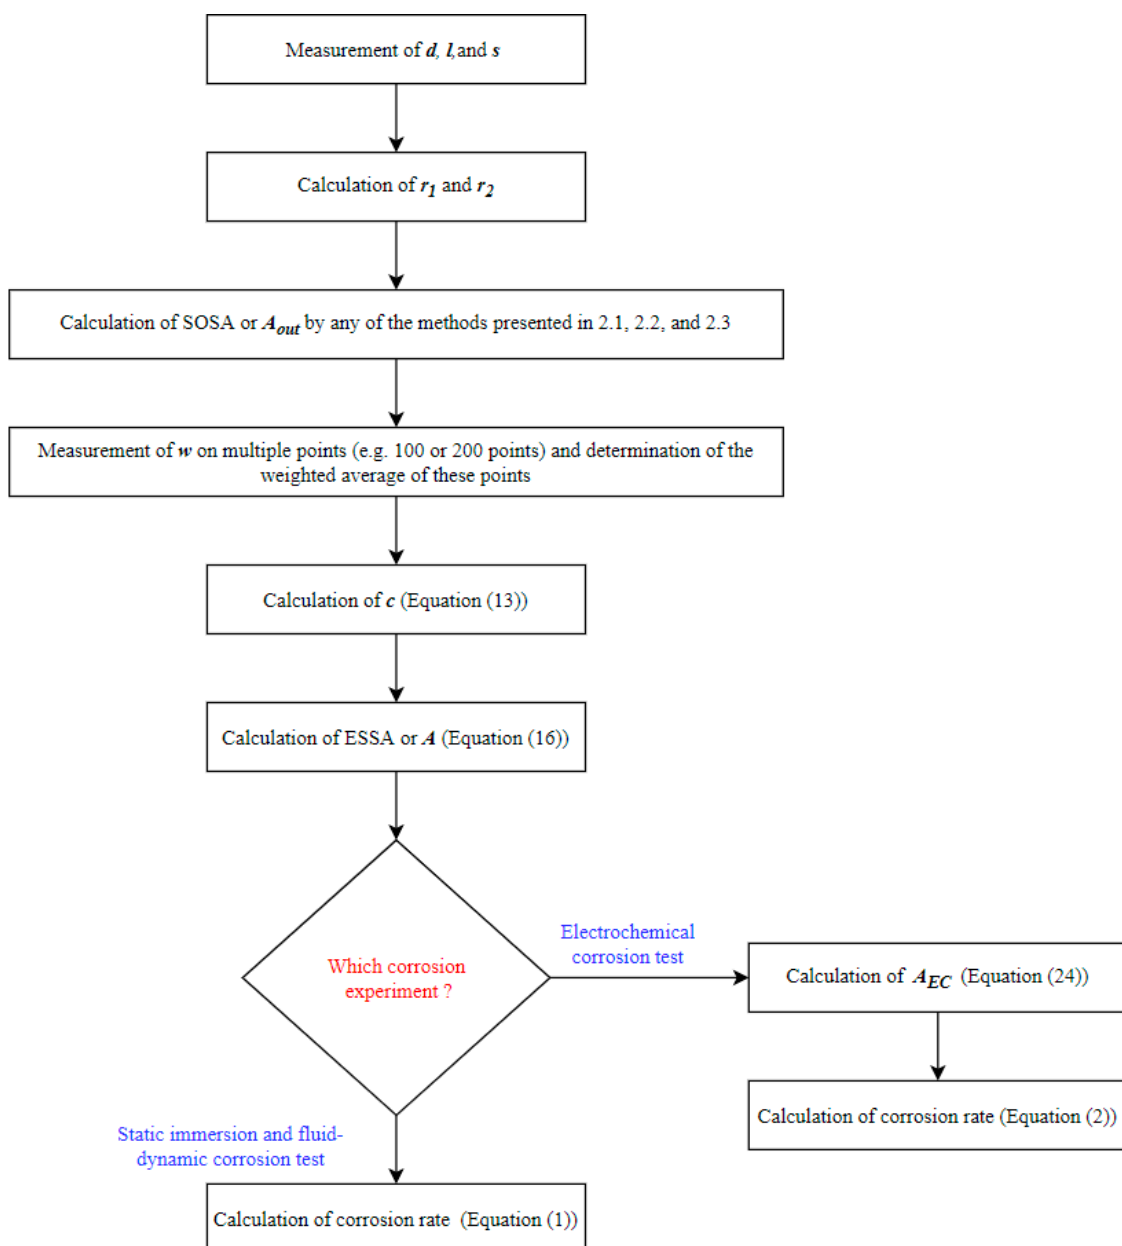 Measurement of d, l,and s
Calculation of r1 and r2
Calculation of SOSA or Aout by any of the methods presented in 2.1, 2.2, and 2.3
Measurement of w on multiple points (e.g. 100 or 200 points) and determination of the
weighted average of these points
Calculation of c (Equation (13))
Calculation of ESSA or A (Equation (16))
Which corrosion
experiment ?
Electrochemical
corrosion test
Calculation of AEC (Equation (24))
Calculation of corrosion rate (Equation (2))
Static immersion and fluid-
dynamic corrosion test
Calculation of corrosion rate (Equation (1))